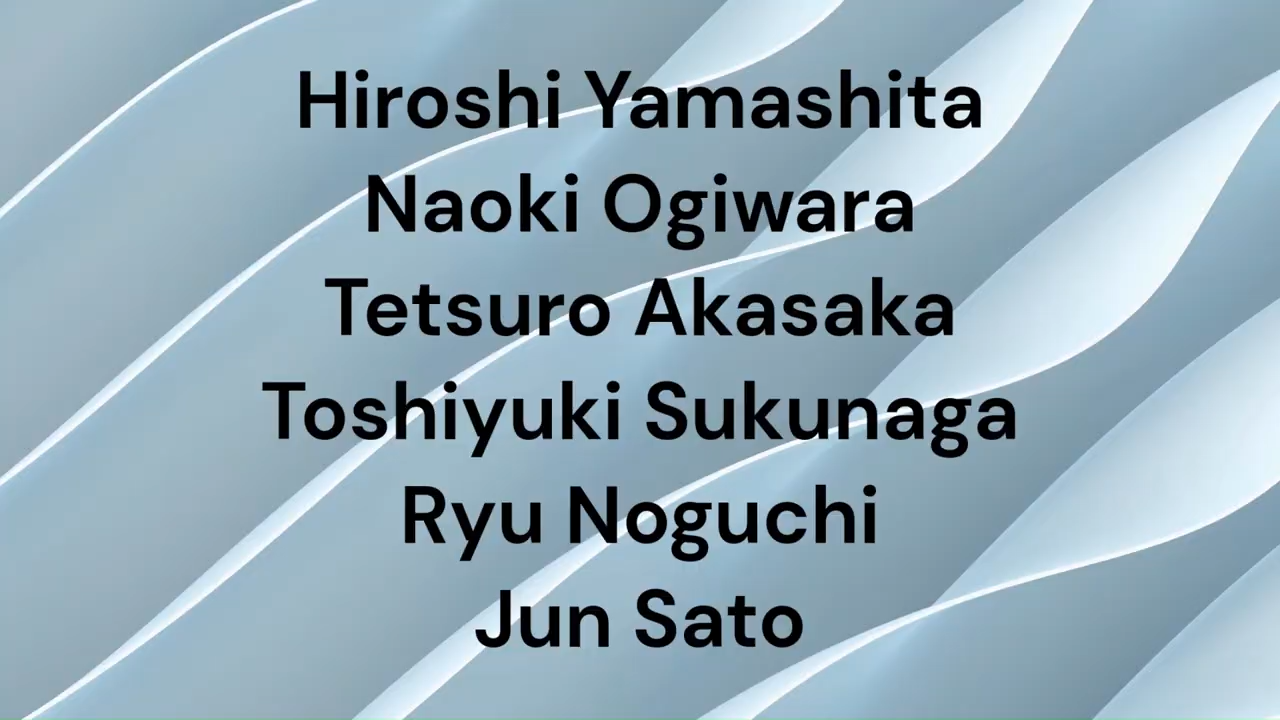 Hiroshi Yamashita
Naoki Ogiwara
Tetsuro Akasaka
Toshiyuki Sukunaga
Ryu Noguchi
Jun Sato